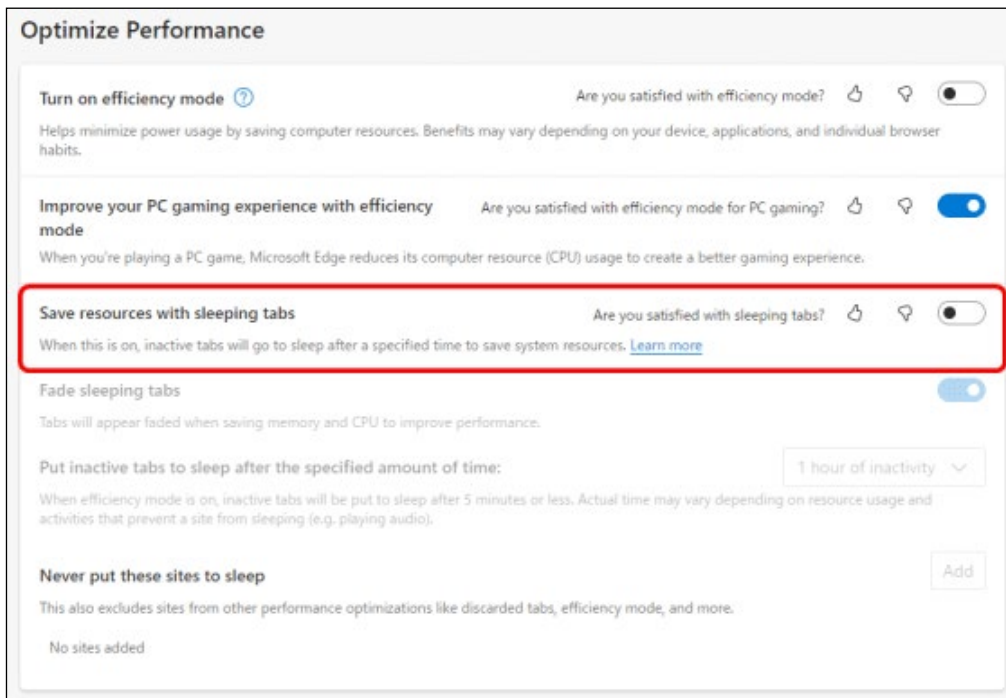 Optimize Performance
Turn on efficiency mode
Are you satisfied with efficiency mode?
Helps minimize power usage by saving computer resources. Benefits may vary depending on your device, applications, and individual browser
habits.
Improve your PC gaming experience with efficiency
mode
Are you satisfied with efficiency mode for PC gaming?
When you're playing a PC game, Microsoft Edge reduces its computer resource (CPU) usage to create a better gaming experience.
Save resources with sleeping tabs
Are you satisfied with sleeping tabs?
When this is on, inactive tabs will go to sleep after a specified time to save system resources. Learn more
Fade sleeping tabs
Tabs will appear faded when saving memory and CPU to improve performance.
Put inactive tabs to sleep after the specified amount of time:
1 hour of inactivity
When efficiency mode is on, inactive tabs will be put to sleep after 5 minutes or less. Actual time may vary depending on resource usage and
activities that prevent a site from sleeping (e.g. playing audio).
Never put these sites to sleep
Add
This also excludes sites from other performance optimizations like discarded tabs, efficiency mode, and more.
No sites added